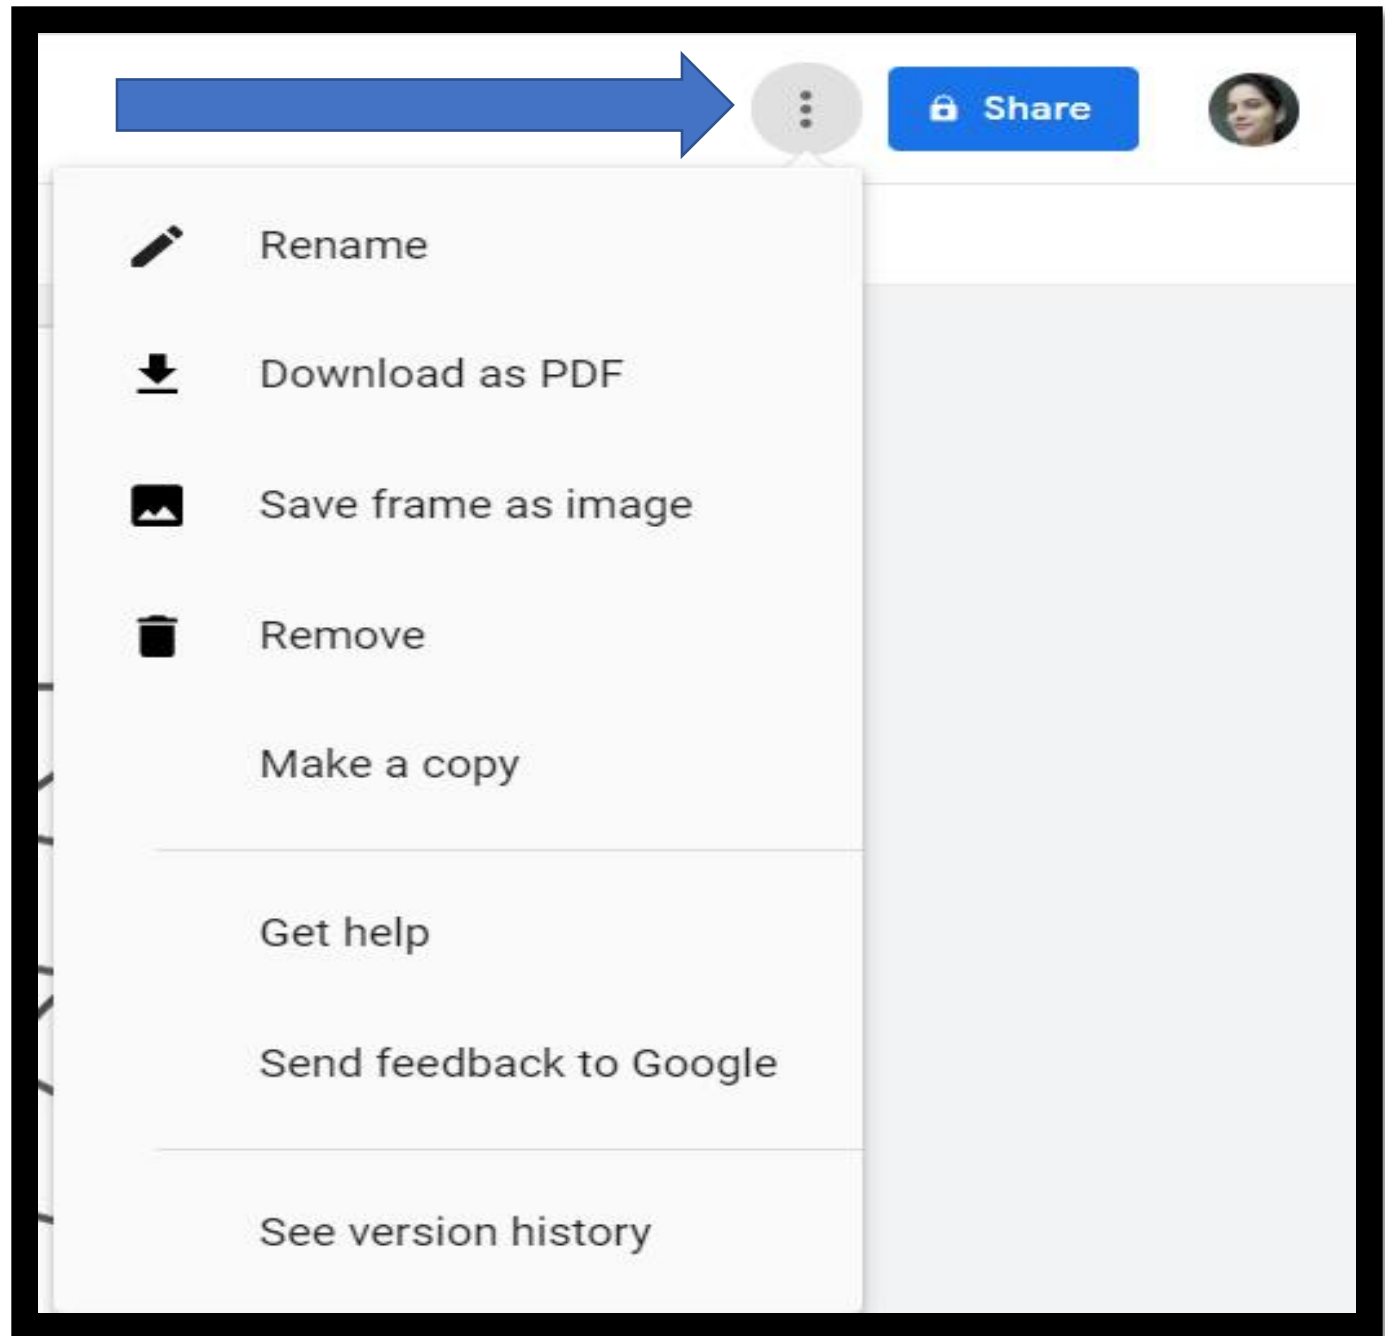 Share
Rename
Download as PDF
Save frame as image
Remove
Make a copy
Get help
Send feedback to Google
See version history